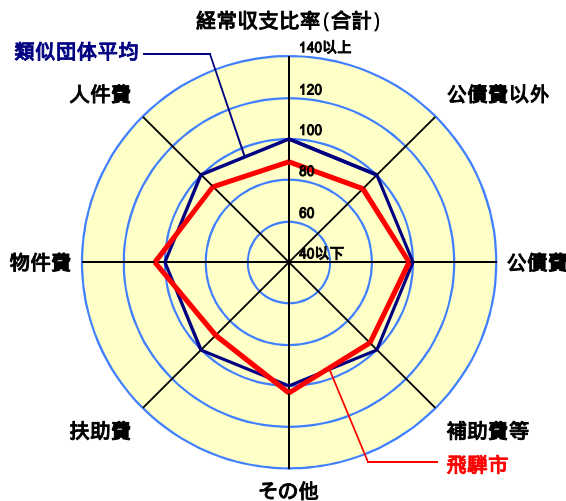 経常収支比率(合計)
類似団体平均
140以上
人件費
120
公債費以外
100
80
60
物件費
40以下
公債費
扶助費
補助費等
飛騨市
その他